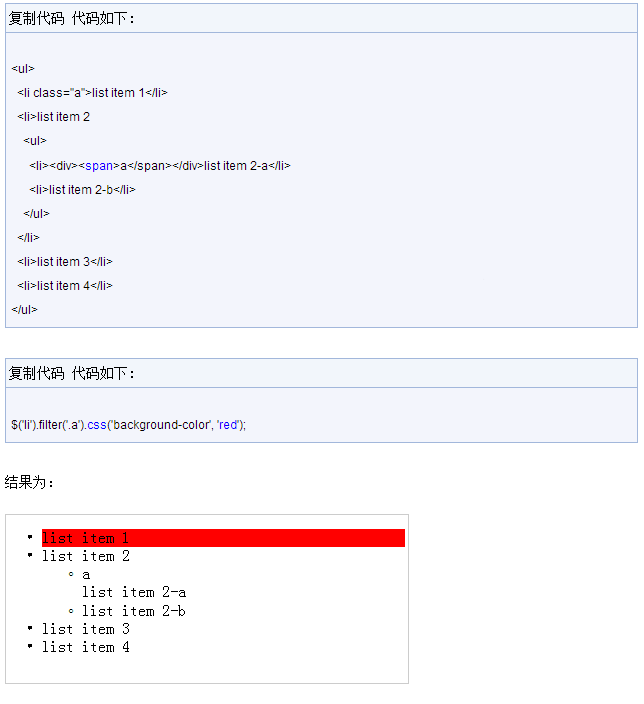 复制代码 代码如下:
<ul>
<li class="a">list item 1</li>
<li>list item 2
<ul>
<li><div><span>a</span></div>list item 2-a</li>
<li>list item 2-b</li>
</ul>
</li>
<li>list item 3</li>
<li>list item 4</li>
</ul>
复制代码 代码如下:
$('li').filter('.a').css('background-color', 'red');
结果为：
list item 1
list item 2
a
list item 2-a
list item 2-b
list item 3
list item 4